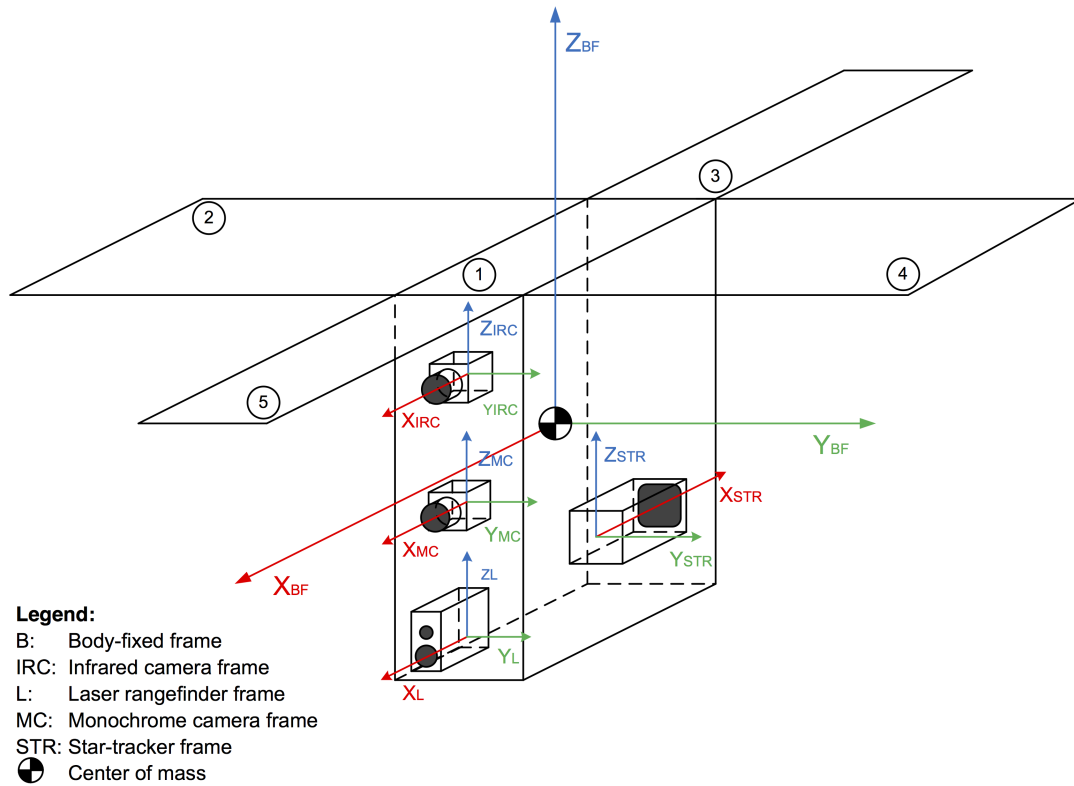 ZBF
3
2
1
4
ZIRC
5
XIRC
YIRC
YBF
ZMC
ZSTR
XSTR
XMC
YMC
YSTR
XBF
ZL
YL
XL
Legend:
B: Body-fixed frame
IRC: Infrared camera frame
L: Laser rangefinder frame
MC: Monochrome camera frame
STR: Star-tracker frame
Center of mass